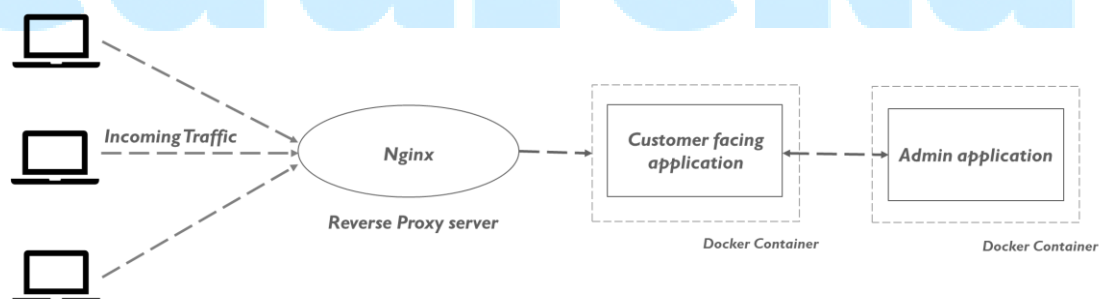 Incoming Traffic
Nginx
Reverse Proxy server
Customer facing
application
Docker Container
Admin application
Docker Container